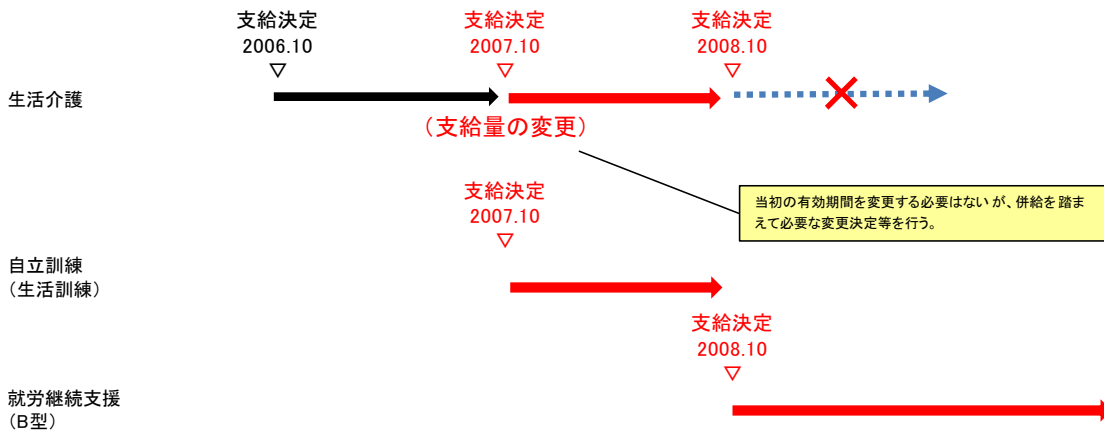 支給決定
2006.10
▽
支給決定
2007.10
▽
支給決定
2008.10
▽
生活介護
（支給量の変更）
当初の有効期間を変更する必要はないが、併給を踏ま
えて必要な変更決定等を行う。
支給決定
2007.10
▽
自立訓練
（生活訓練）
支給決定
2008.10
▽
就労継続支援
（B型）